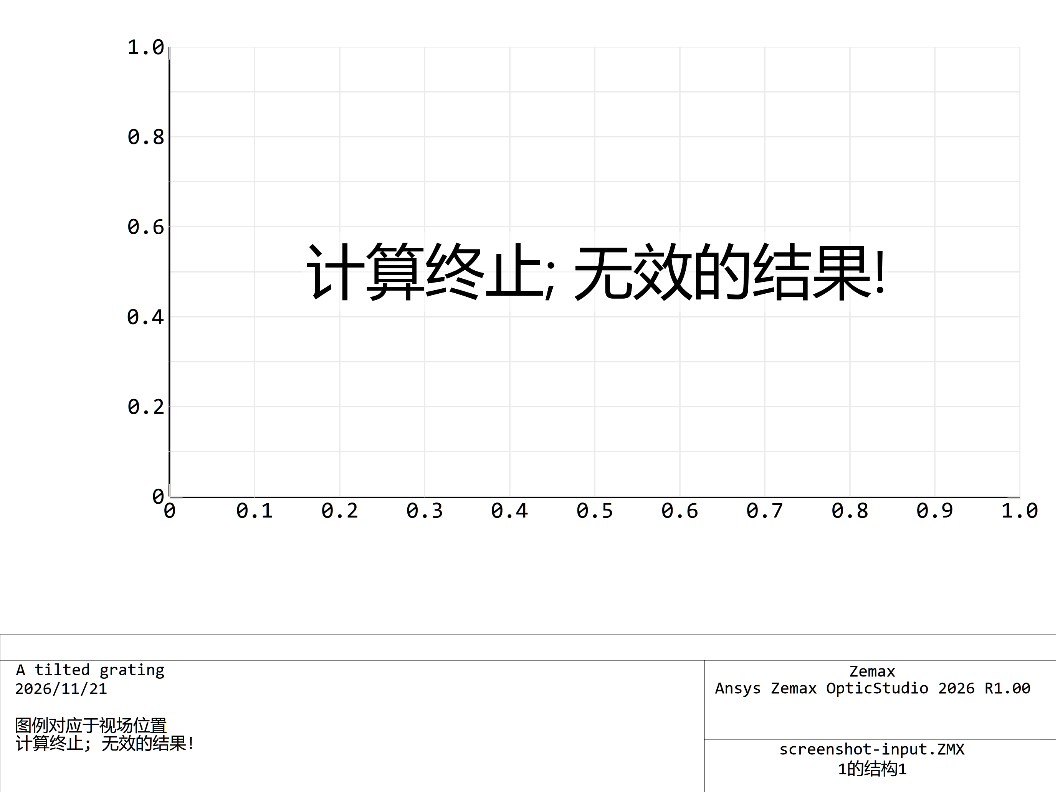 1.0
0.8
0.6
计算终止; 无效的结果!
0.4
0.2
0
0 0.1 0.2 0.3 0.4 0.5 0.6 0.7 0.8 0.9 1.0
A tilted grating
2026/11/21
图例对应于视场位置
计算终止; 无效的结果!
Zemax
Ansys Zemax OpticStudio 2026 R1.00
screenshot-input.ZMX
1的结构1